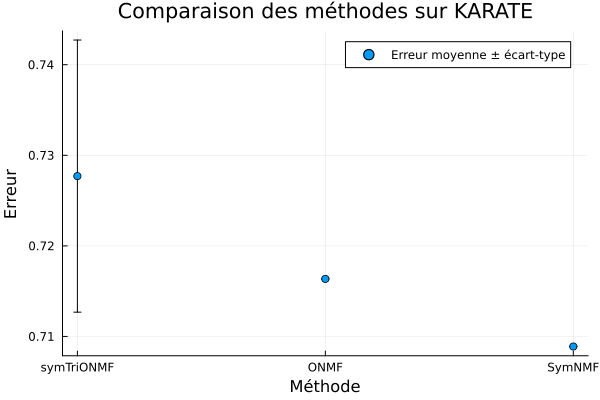 Comparaison des méthodes sur KARATE
Erreur moyenne ± écart-type
0.74
0.73
0.72
0.71
Erreur
symTriONMF ONMF SymNMF
Méthode